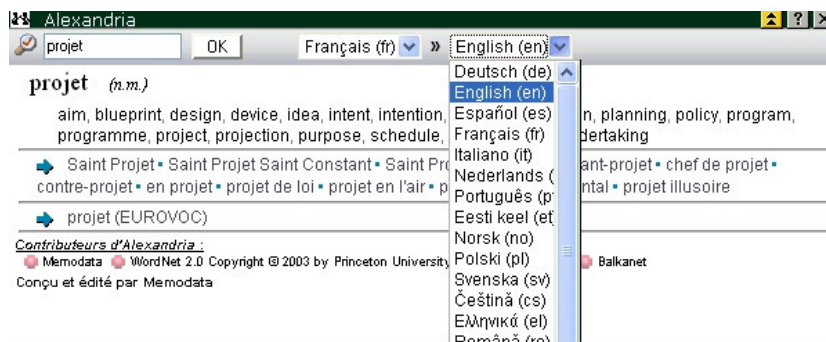 Alexandria
projet OK Français (fr) » English (en)
projet (n.m.)
aim, blueprint, design, device, idea, intent, intention, n, planning, policy, program,
programme, project, projection, purpose, schedule, dertaking
Saint Projet ▪ Saint Projet Saint Constant ▪ Saint Pro ant-projet ▪ chef de projet ▪
contre-projet ▪ en projet ▪ projet de loi ▪ projet en l'air ▪ p ntal ▪ projet illusoire
projet (EUROVOC)
Contributeurs d'Alexandria :
Memodata WordNet 2.0 Copyright © 2003 by Princeton University Balkanet
Conçu et édité par Memodata
Deutsch (de)
English (en)
Español (es)
Français (fr)
Italiano (it)
Nederlands (
Português (p
Eesti keel (et
Norsk (no)
Polski (pl)
Svenska (sv)
Čeština (cs)
Ελληνικά (el)
Română (ro)